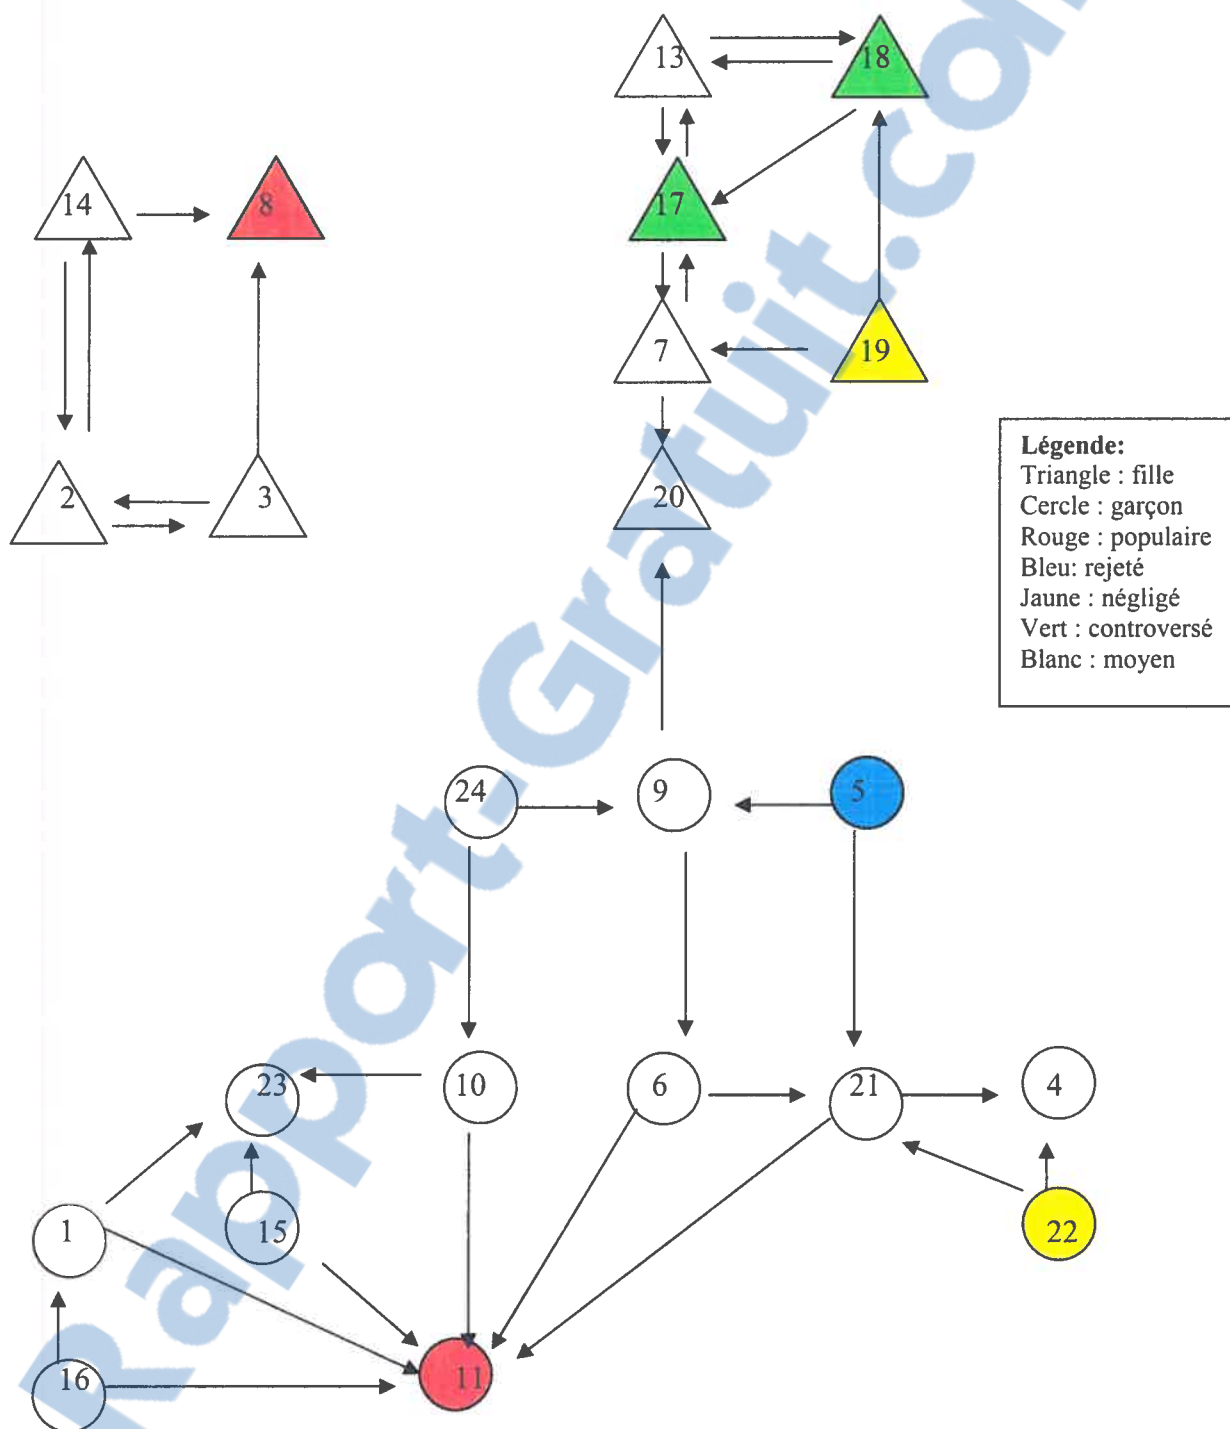 13
18
14
8
17
7
19
2
3
20
Légende:
Triangle : fille
Cercle : garçon
Rouge : populaire
Bleu: rejeté
Jaune : négligé
Vert : controversé
Blanc : moyen
24
9
5
23
10
6
21
4
1
15
22
16
11
Rapport-Gratuit.com